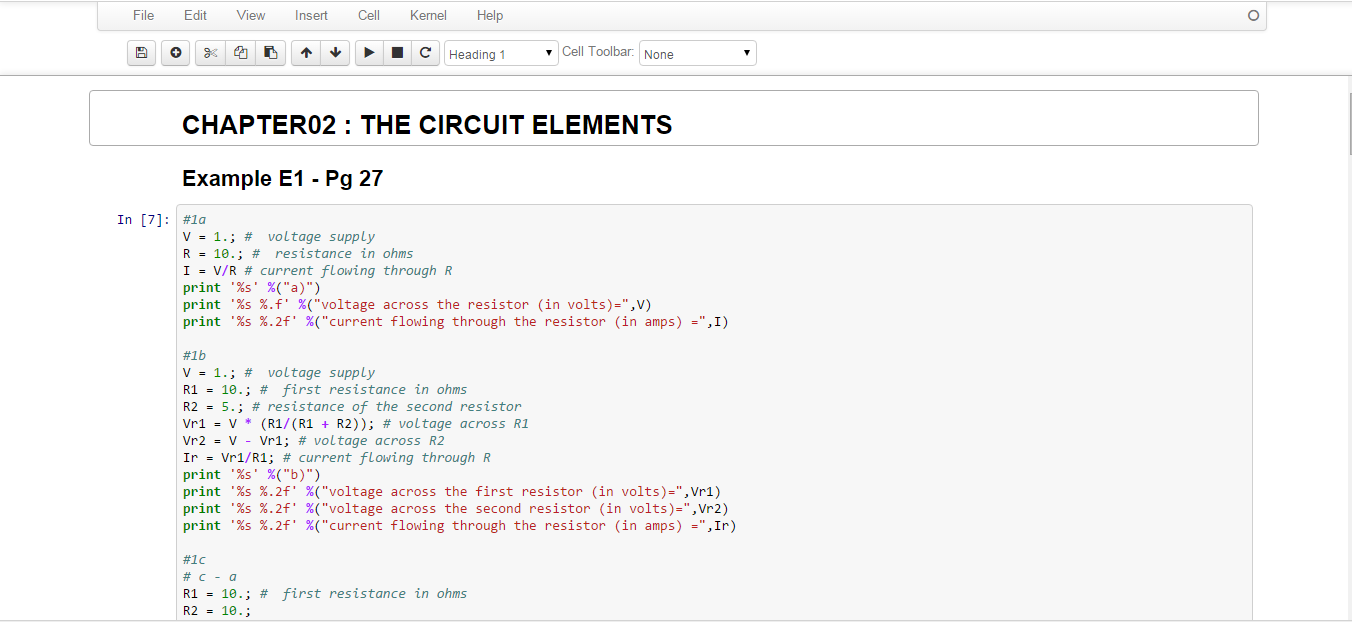 File Edit View Insert Cell Kernel Help
Heading 1 Cell Toolbar: None
CHAPTER02 : THE CIRCUIT ELEMENTS
Example E1 - Pg 27
In [7]: #1a
V = 1.; #  voltage supply
R = 10.; #  resistance in ohms
I = V/R # current flowing through R
print '%s' %("a)")
print '%s %.f' %("voltage across the resistor (in volts)=",V)
print '%s %.2f' %("current flowing through the resistor (in amps) =",I)
#1b
V = 1.; #  voltage supply
R1 = 10.; #  first resistance in ohms
R2 = 5.; # resistance of the second resistor
Vr1 = V * (R1/(R1 + R2)); # voltage across R1
Vr2 = V - Vr1; # voltage across R2
Ir = Vr1/R1; # current flowing through R
print '%s' %("b)")
print '%s %.2f' %("voltage across the first resistor (in volts)=",Vr1)
print '%s %.2f' %("voltage across the second resistor (in volts)=",Vr2)
print '%s %.2f' %("current flowing through the resistor (in amps) =",Ir)
#1c
# c - a
R1 = 10.; #  first resistance in ohms
R2 = 10.;